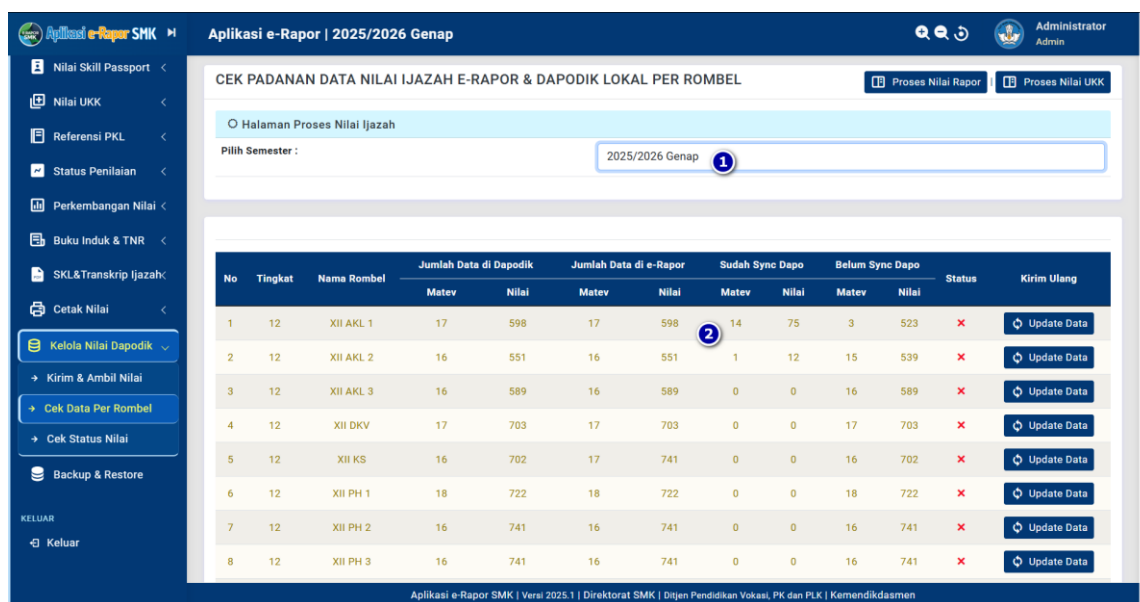 Aplikasi e-Rapor SMK
Aplikasi e-Rapor | 2025/2026 Genap
Administrator
Admin
Nilai Skill Passport
Nilai UKK
Referensi PKL
Status Penilaian
Perkembangan Nilai
Buku Induk & TNR
SKL&Transkrip Ijazah
Cetak Nilai
Kelola Nilai Dapodik
Kirim & Ambil Nilai
Cek Data Per Rombel
Cek Status Nilai
Backup & Restore
KELUAR
Keluar
CEK PADANAN DATA NILAI IJAZAH E-RAPOR & DAPODIK LOKAL PER ROMBEL
Proses Nilai Rapor | Proses Nilai UKK
Halaman Proses Nilai Ijazah
Pilih Semester : 2025/2026 Genap 1
No Tingkat Nama Rombel Jumlah Data di Dapodik Jumlah Data di e-Rapor Sudah Sync Dapo Belum Sync Dapo Status Kirim Ulang
Matev Nilai Matev Nilai Matev Nilai Matev Nilai
1 12 XII AKL 1 17 598 17 598 14 75 3 523 × Update Data
2
2 12 XII AKL 2 16 551 16 551 1 12 15 539 × Update Data
3 12 XII AKL 3 16 589 16 589 0 0 16 589 × Update Data
4 12 XII DKV 17 703 17 703 0 0 17 703 × Update Data
5 12 XII KS 16 702 17 741 0 0 16 702 × Update Data
6 12 XII PH 1 18 722 18 722 0 0 18 722 × Update Data
7 12 XII PH 2 16 741 16 741 0 0 16 741 × Update Data
8 12 XII PH 3 16 741 16 741 0 0 16 741 × Update Data
Aplikasi e-Rapor SMK | Versi 2025.1 | Direktorat SMK | Ditjen Pendidikan Vokasi, PK dan PLK | Kemendikdasmen